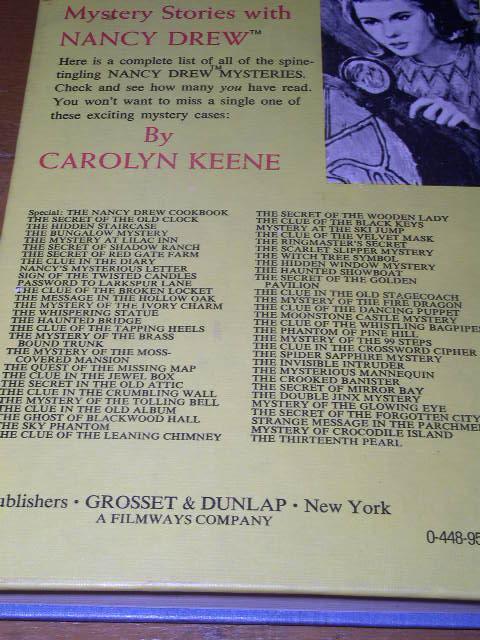 Mystery Stories with
NANCY DREW™
Here is a complete list of all of the spine-
tingling NANCY DREW™ MYSTERIES.
Check and see how many you have read.
You won't want to miss a single one of
these exciting mystery cases:
By
CAROLYN KEENE
Special: THE NANCY DREW COOKBOOK
THE SECRET OF THE OLD CLOCK
THE HIDDEN STAIRCASE
THE BUNGALOW MYSTERY
THE MYSTERY AT LILAC INN
THE SECRET OF SHADOW RANCH
THE SECRET OF RED GATE FARM
THE CLUE IN THE DIARY
NANCY'S MYSTERIOUS LETTER
SIGN OF THE TWISTED CANDLES
PASSWORD TO LARKSPUR LANE
THE CLUE OF THE BROKEN LOCKET
THE MESSAGE IN THE HOLLOW OAK
THE MYSTERY OF THE IVORY CHARM
THE WHISPERING STATUE
THE HAUNTED BRIDGE
THE CLUE OF THE TAPPING HEELS
THE MYSTERY OF THE BRASS
BOUND TRUNK
THE MYSTERY OF THE MOSS-
COVERED MANSION
THE QUEST OF THE MISSING MAP
THE CLUE IN THE JEWEL BOX
THE SECRET IN THE OLD ATTIC
THE CLUE IN THE CRUMBLING WALL
THE MYSTERY OF THE TOLLING BELL
THE CLUE IN THE OLD ALBUM
THE GHOST OF BLACKWOOD HALL
THE SKY PHANTOM
THE CLUE OF THE LEANING CHIMNEY
THE SECRET OF THE WOODEN LADY
THE CLUE OF THE BLACK KEYS
MYSTERY AT THE SKI JUMP
THE CLUE OF THE VELVET MASK
THE RINGMASTER'S SECRET
THE SCARLET SLIPPER MYSTERY
THE WITCH TREE SYMBOL
THE HIDDEN WINDOW MYSTERY
THE HAUNTED SHOWBOAT
THE SECRET OF THE GOLDEN
PAVILION
THE CLUE IN THE OLD STAGECOACH
THE MYSTERY OF THE FIRE DRAGON
THE CLUE OF THE DANCING PUPPET
THE MOONSTONE CASTLE MYSTERY
THE CLUE OF THE WHISTLING BAGPIPE
THE PHANTOM OF PINE HILL
THE MYSTERY OF THE 99 STEPS
THE CLUE IN THE CROSSWORD CIPHER
THE SPIDER SAPPHIRE MYSTERY
THE INVISIBLE INTRUDER
THE MYSTERIOUS MANNEQUIN
THE CROOKED BANISTER
THE SECRET OF MIRROR BAY
THE DOUBLE JINX MYSTERY
MYSTERY OF THE GLOWING EYE
THE SECRET OF THE FORGOTTEN CITY
STRANGE MESSAGE IN THE PARCHME
MYSTERY OF CROCODILE ISLAND
THE THIRTEENTH PEARL
ublishers · GROSSET & DUNLAP · New York
A FILMWAYS COMPANY
0-448-95